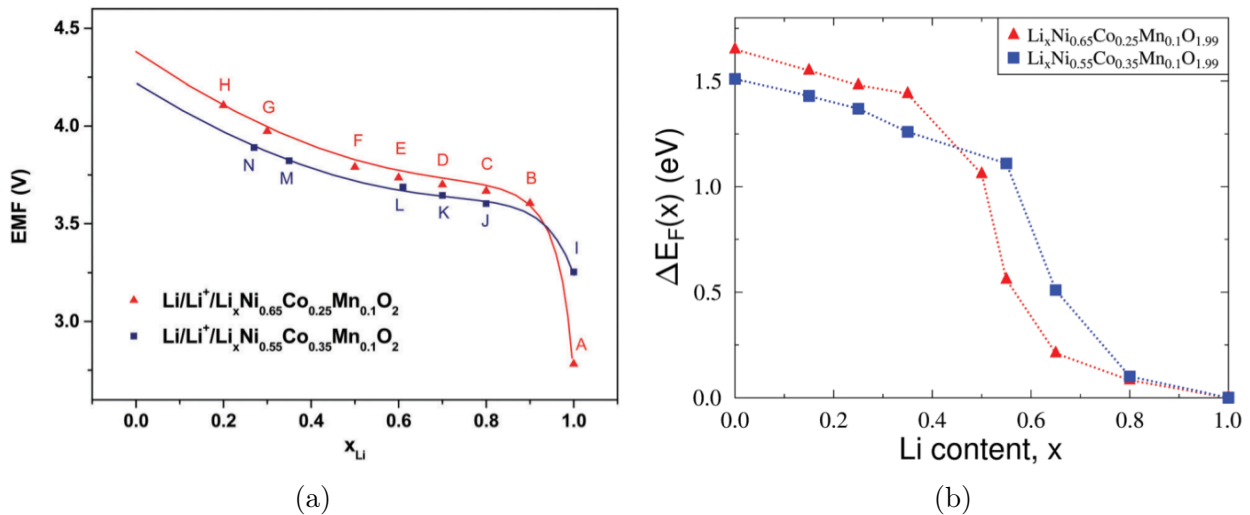 4.5
4.0
3.5
3.0
EMF (V)
H
G
F
E
D
C
B
A
N
M
L
K
J
I
Li/Li⁺/LiₓNi₀.₆₅Co₀.₂₅Mn₀.₁O₂
Li/Li⁺/LiₓNi₀.₅₅Co₀.₃₅Mn₀.₁O₂
0.0 0.2 0.4 0.6 0.8 1.0
x_Li
(a)
b)
LiₓNi₀.₆₅Co₀.₂₅Mn₀.₁O₁.₉₉
LiₓNi₀.₅₅Co₀.₃₅Mn₀.₁O₁.₉₉
1.5
1.0
0.5
0.0
ΔE_F(x) (eV)
0.0 0.2 0.4 0.6 0.8 1.0
Li content, x
(b)
a)